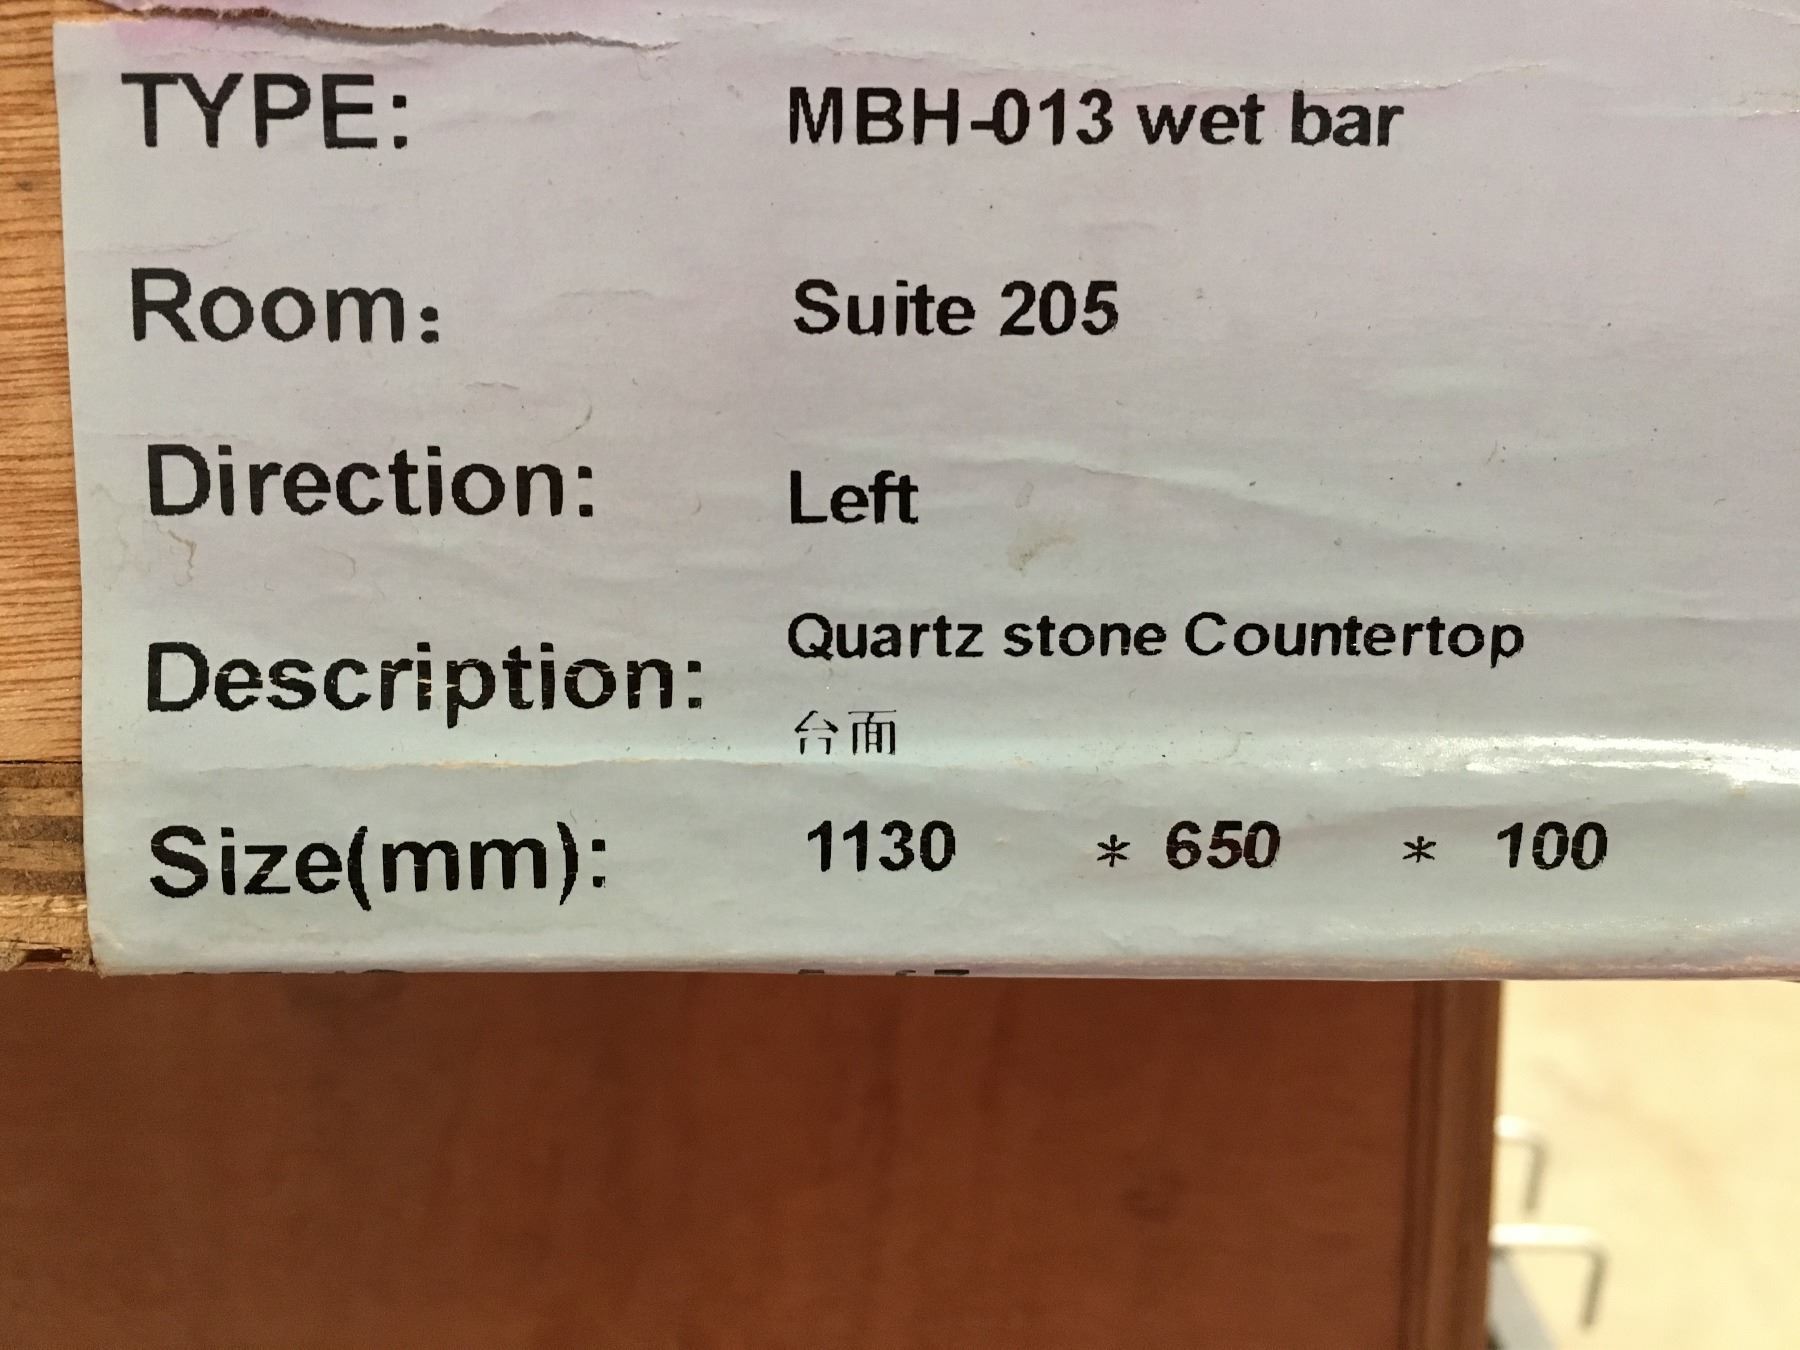 TYPE: MBH-013 wet bar
Room： Suite 205
Direction: Left
Description: Quartz stone Countertop
台面
Size(mm): 1130 * 650 * 100